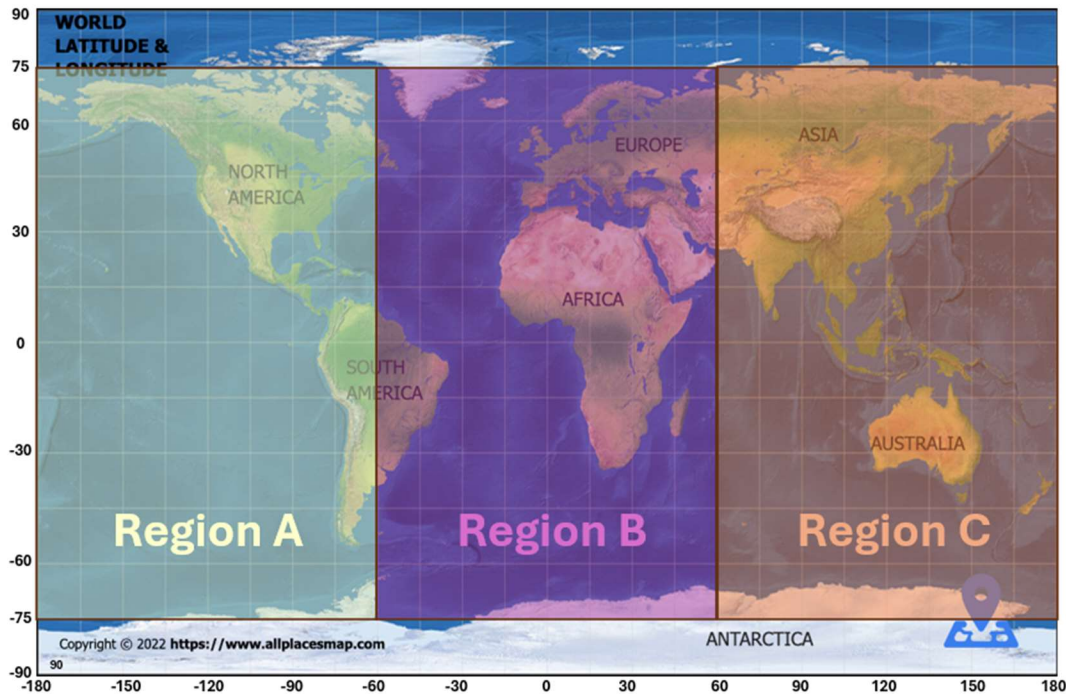 90
WORLD
LATITUDE &
LONGITUDE
75
60
EUROPE
ASIA
NORTH
AMERICA
30
AFRICA
0
SOUTH
AMERICA
-30
AUSTRALIA
Region A
Region B
Region C
-60
-75
ANTARCTICA
Copyright © 2022 https://www.allplacesmap.com
90
-90
-180 -150 -120 -90 -60 -30 0 30 60 90 120 150 180